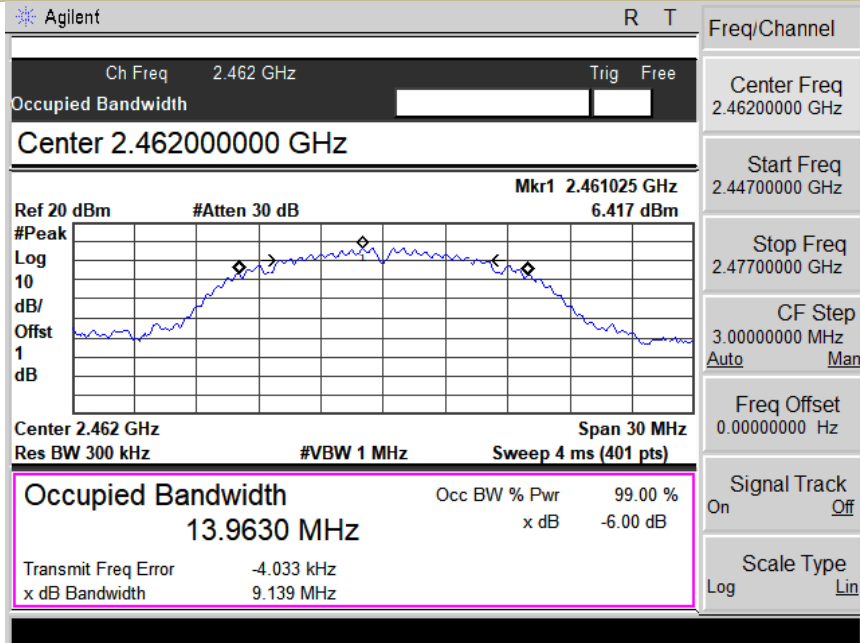 Agilent R T
Ch Freq 2.462 GHz Trig Free
Occupied Bandwidth
Center 2.462000000 GHz
Mkr1 2.461025 GHz
Ref 20 dBm #Atten 30 dB 6.417 dBm
#Peak
Log
10
dB/
Offst
1
dB
1
Center 2.462 GHz Span 30 MHz
Res BW 300 kHz #VBW 1 MHz Sweep 4 ms (401 pts)
Occupied Bandwidth Occ BW % Pwr 99.00 %
13.9630 MHz x dB -6.00 dB
Transmit Freq Error -4.033 kHz
x dB Bandwidth 9.139 MHz
Freq/Channel
Center Freq
2.46200000 GHz
Start Freq
2.44700000 GHz
Stop Freq
2.47700000 GHz
CF Step
3.00000000 MHz
Auto Man
Freq Offset
0.00000000 Hz
Signal Track
On Off
Scale Type
Log Lin